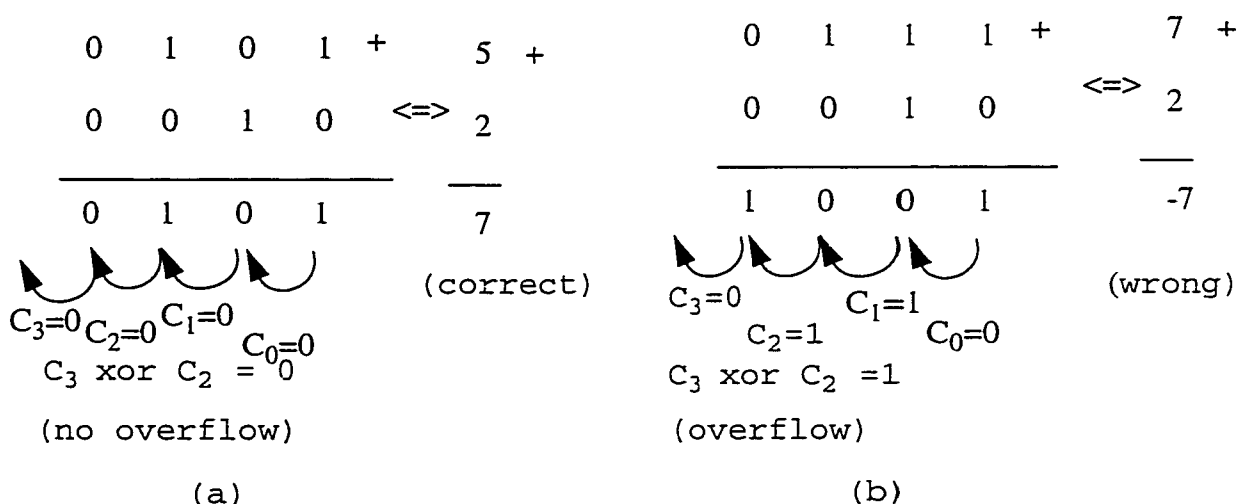 0 1 0 1 + 5 +
0 0 1 0 <=> 2
0 1 0 1 7
(correct)
C3=0 C2=0 C1=0 C0=0
C3 xor C2 = 0
(no overflow)
(a)
0 1 1 1 + 7 +
0 0 1 0 <=> 2
1 0 0 1 -7
(wrong)
C3=0 C2=1 C1=1 C0=0
C3 xor C2 =1
(overflow)
(b)